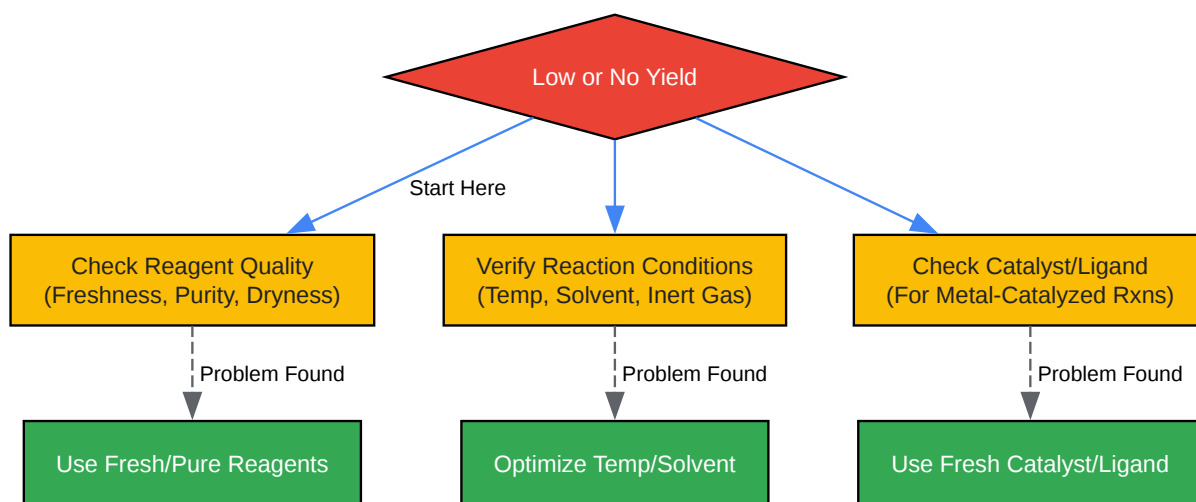 Low or No Yield
Start Here
Check Reagent Quality
(Freshness, Purity, Dryness)
Verify Reaction Conditions
(Temp, Solvent, Inert Gas)
Check Catalyst/Ligand
(For Metal-Catalyzed Rxns)
Problem Found
Problem Found
Problem Found
Use Fresh/Pure Reagents
Optimize Temp/Solvent
Use Fresh Catalyst/Ligand